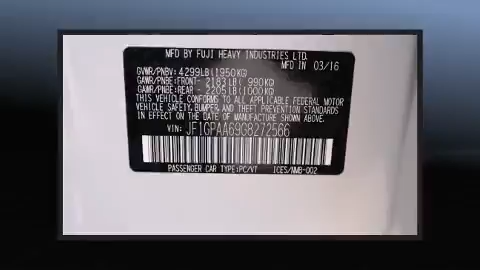 MFD BY FUJI HEAVY INDUSTRIES LTD.
MFD IN 03/16
GVWR/PNBV: 4299LB(1950KG)
GAWR/PNBE:FRONT- 2183LB( 990KG)
GAWR/PNBE:REAR - 2205LB(1000KG)
THIS VEHICLE CONFORMS TO ALL APPLICABLE FEDERAL MOTOR
VEHICLE SAFETY,BUMPER,AND THEFT PREVENTION STANDARDS
IN EFFECT ON THE DATE OF MANUFACTURE SHOWN ABOVE.
VIN: JF1GPAA69G8272566
PASSENGER CAR TYPE:PC/VT ICES/NMB-002